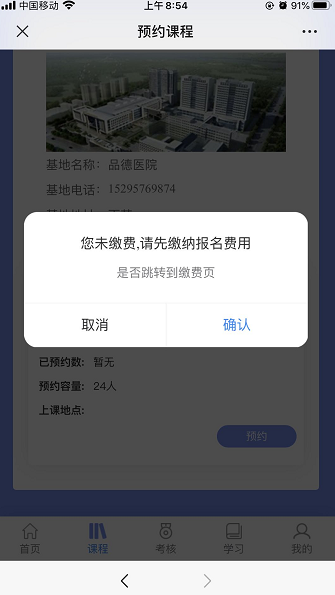 中国移动 上午 8:54 91%
预约课程
基地名称: 品德医院
基地电话: 15295769874
您未缴费,请先缴纳报名费用
是否跳转到缴费页
取消 确认
已预约数: 暂无
预约容量: 24人
上课地点:
预约
首页 课程 考核 学习 我的